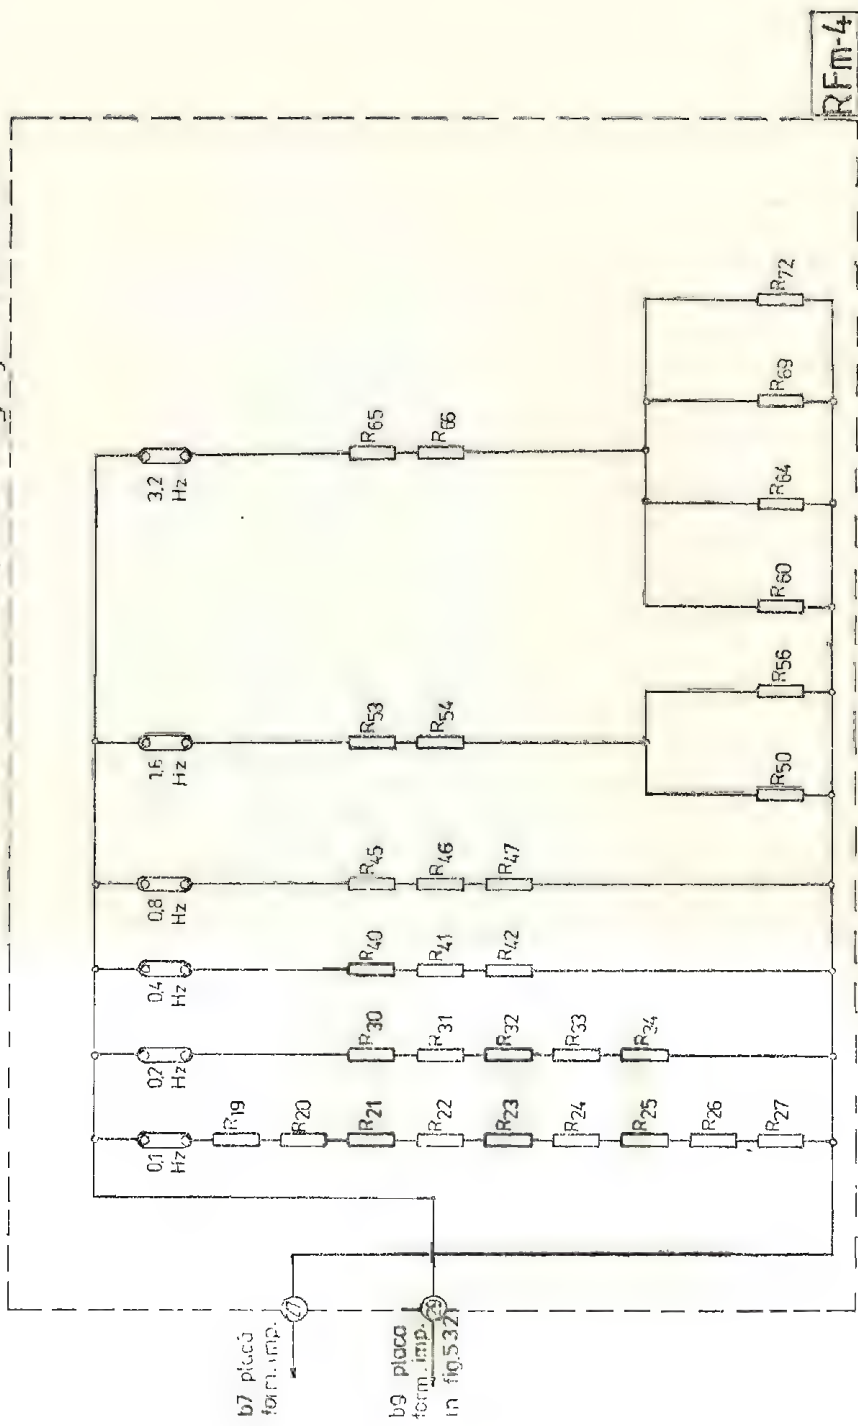 b7 placă
form.imp.
27
b9 placa
form.imp.
in fig.5.32
29
0,1
Hz
R19
R20
R21
R22
R23
R24
R25
R26
R27
0,2
Hz
R30
R31
R32
R33
R34
0,4
Hz
R40
R41
R42
0,8
Hz
R45
R46
R47
1,6
Hz
R53
R54
R50
R56
3,2
Hz
R65
R66
R60
R64
R69
R72
RFm-4